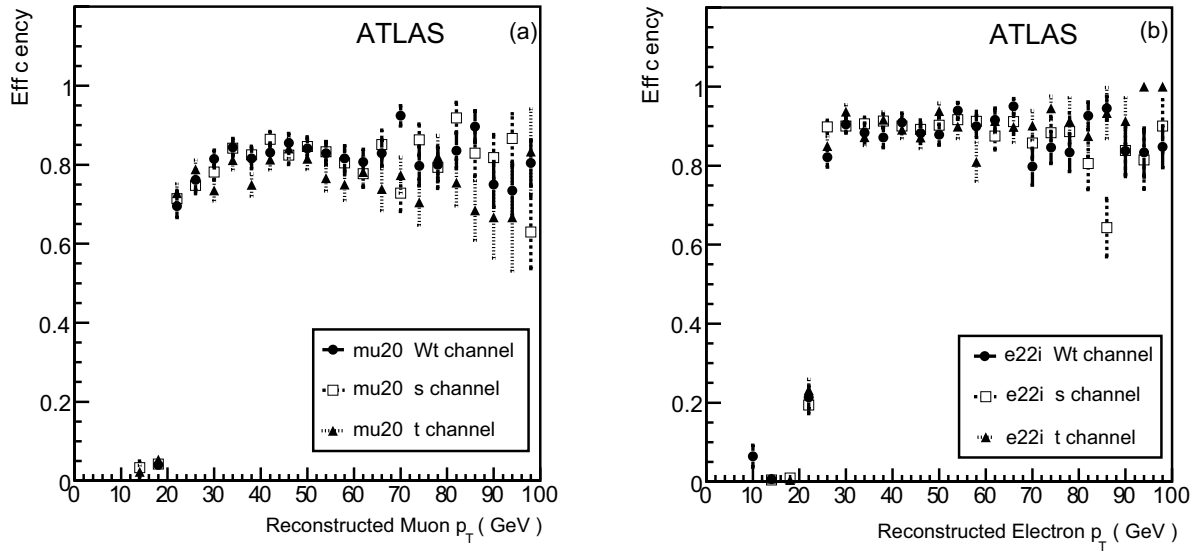 ATLAS (a)
Eff c ency
1
0.8
0.6
0.4
0.2
0
mu20 Wt channel
mu20 s channel
mu20 t channel
0 10 20 30 40 50 60 70 80 90 100
Reconstructed Muon pT ( GeV )
ATLAS (b)
Eff c ency
1
0.8
0.6
0.4
0.2
0
e22i Wt channel
e22i s channel
e22i t channel
0 10 20 30 40 50 60 70 80 90 100
Reconstructed Electron pT ( GeV )